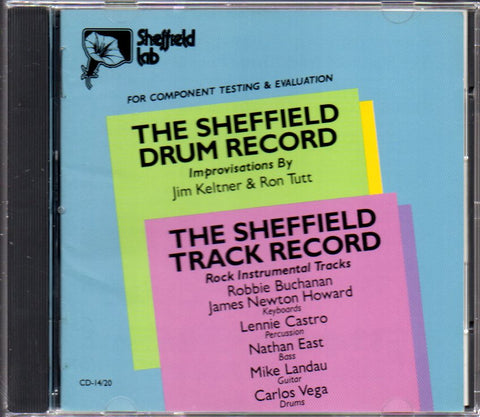 Sheffield
lab
FOR COMPONENT TESTING & EVALUATION
THE SHEFFIELD
DRUM RECORD
Improvisations By
Jim Keltner & Ron Tutt
THE SHEFFIELD
TRACK RECORD
Rock Instrumental Tracks
Robbie Buchanan
James Newton Howard
Keyboards
Lennie Castro
Percussion
Nathan East
Bass
Mike Landau
Guitar
Carlos Vega
Drums
CD-14/20